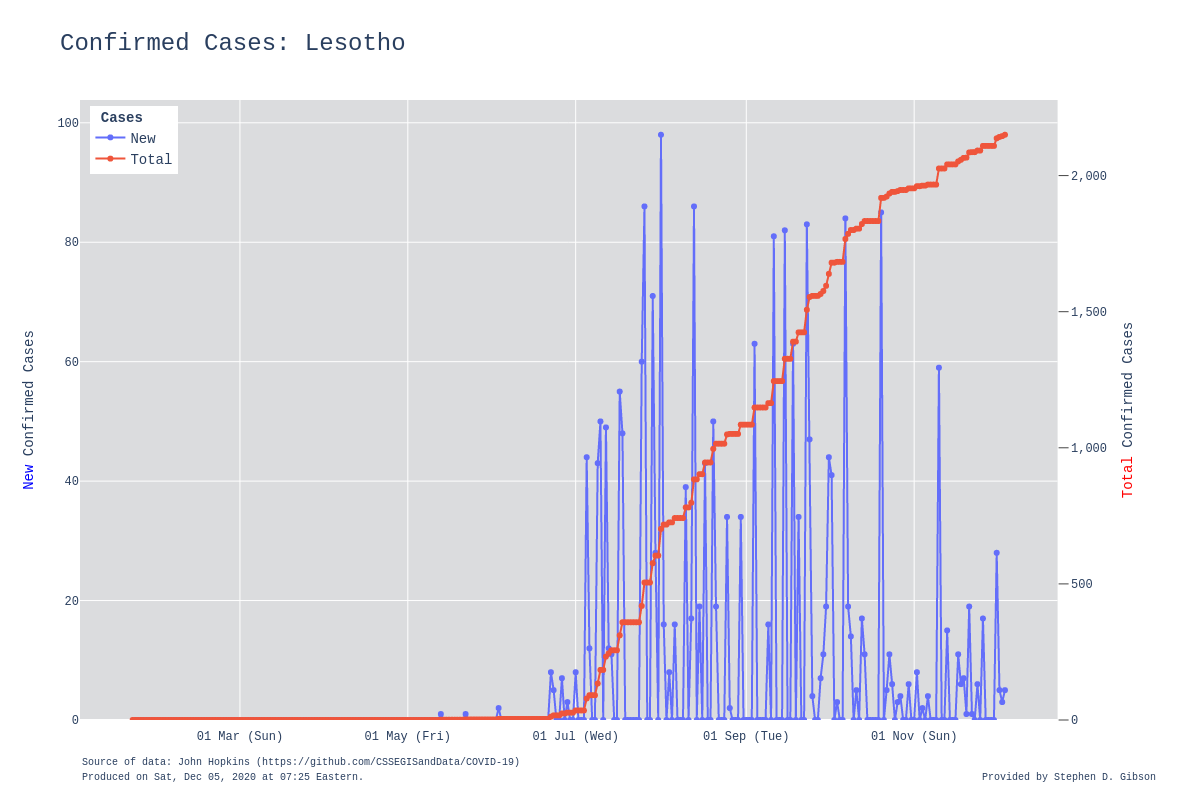 Confirmed Cases: Lesotho
Cases
New
Total
100
80
60
40
20
0
2,000
1,500
1,000
500
0
New Confirmed Cases
Total Confirmed Cases
01 Mar (Sun)
01 May (Fri)
01 Jul (Wed)
01 Sep (Tue)
01 Nov (Sun)
Source of data: John Hopkins (https://github.com/CSSEGISandData/COVID-19)
Produced on Sat, Dec 05, 2020 at 07:25 Eastern.
Provided by Stephen D. Gibson